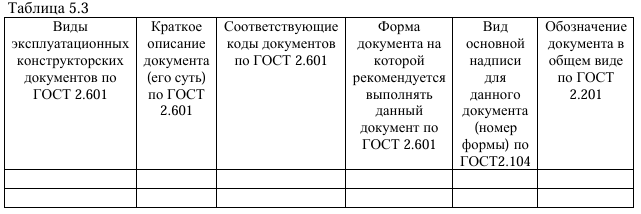 Таблица 5.3
Виды
эксплуатационных
конструкторских
документов по
ГОСТ 2.601
Краткое
описание
документа
(его суть)
по ГОСТ
2.601
Соответствующие
коды документов
по ГОСТ 2.601
Форма
документа на
которой
рекомендуется
выполнять
данный
документ по
ГОСТ 2.601
Вид
основной
надписи
для
данного
документа
(номер
формы) по
ГОСТ2.104
Обозначение
документа в
общем виде
по ГОСТ
2.201